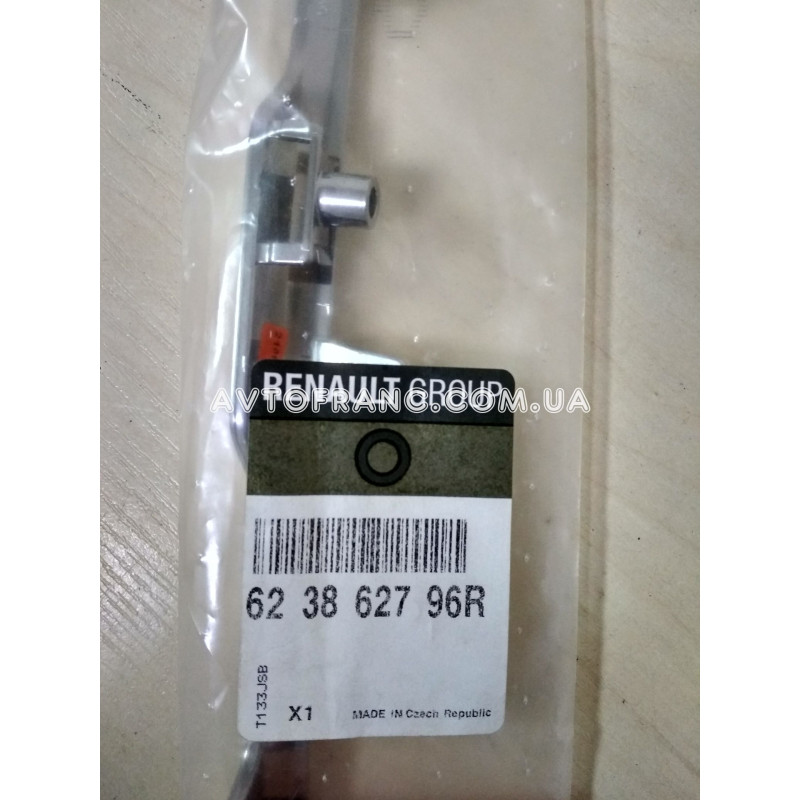 RENAULT GROUP
AVTOFRANC.COM.UA
62 38 627 96R
T133JSB
X1
MADE IN Czech Republic